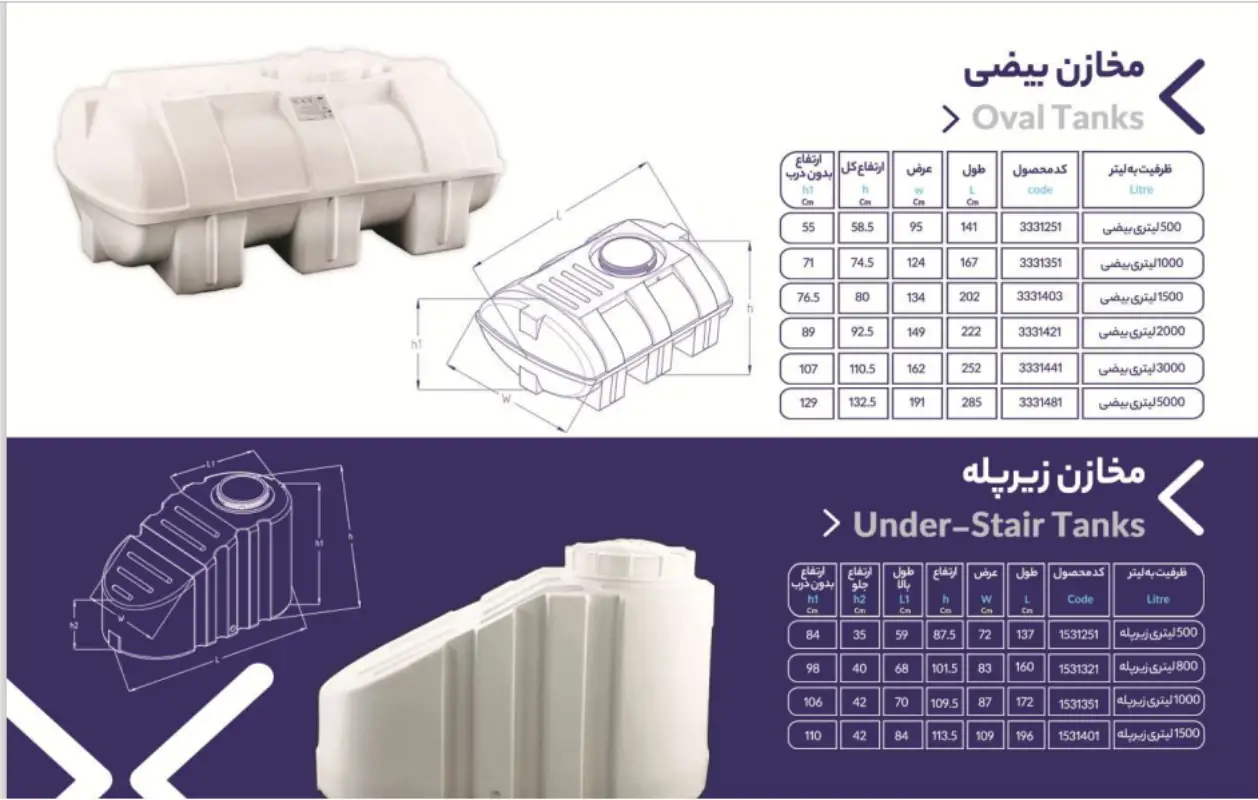 مخازن بیضی
Oval Tanks
ظرفیت به لیتر Litre | کد محصول code | طول L Cm | عرض w Cm | ارتفاع کل h Cm | ارتفاع بدون درب h1 Cm
500 لیتری بیضی | 3331251 | 141 | 95 | 58.5 | 55
1000 لیتری بیضی | 3331351 | 167 | 124 | 74.5 | 71
1500 لیتری بیضی | 3331403 | 202 | 134 | 80 | 76.5
2000 لیتری بیضی | 3331421 | 222 | 149 | 92.5 | 89
3000 لیتری بیضی | 3331441 | 252 | 162 | 110.5 | 107
5000 لیتری بیضی | 3331481 | 285 | 191 | 132.5 | 129
L
h
h1
W
مخازن زیرپله
Under-Stair Tanks
ظرفیت به لیتر Litre | کد محصول Code | طول L Cm | عرض W Cm | ارتفاع h Cm | طول بالا L1 Cm | ارتفاع جلو h2 Cm | ارتفاع بدون درب h1 Cm
500 لیتری زیرپله | 1531251 | 137 | 72 | 87.5 | 59 | 35 | 84
800 لیتری زیرپله | 1531321 | 160 | 83 | 101.5 | 68 | 40 | 98
1000 لیتری زیرپله | 1531351 | 172 | 87 | 109.5 | 70 | 42 | 106
1500 لیتری زیرپله | 1531401 | 196 | 109 | 113.5 | 84 | 42 | 110
L1
h1
h
h2
W
L